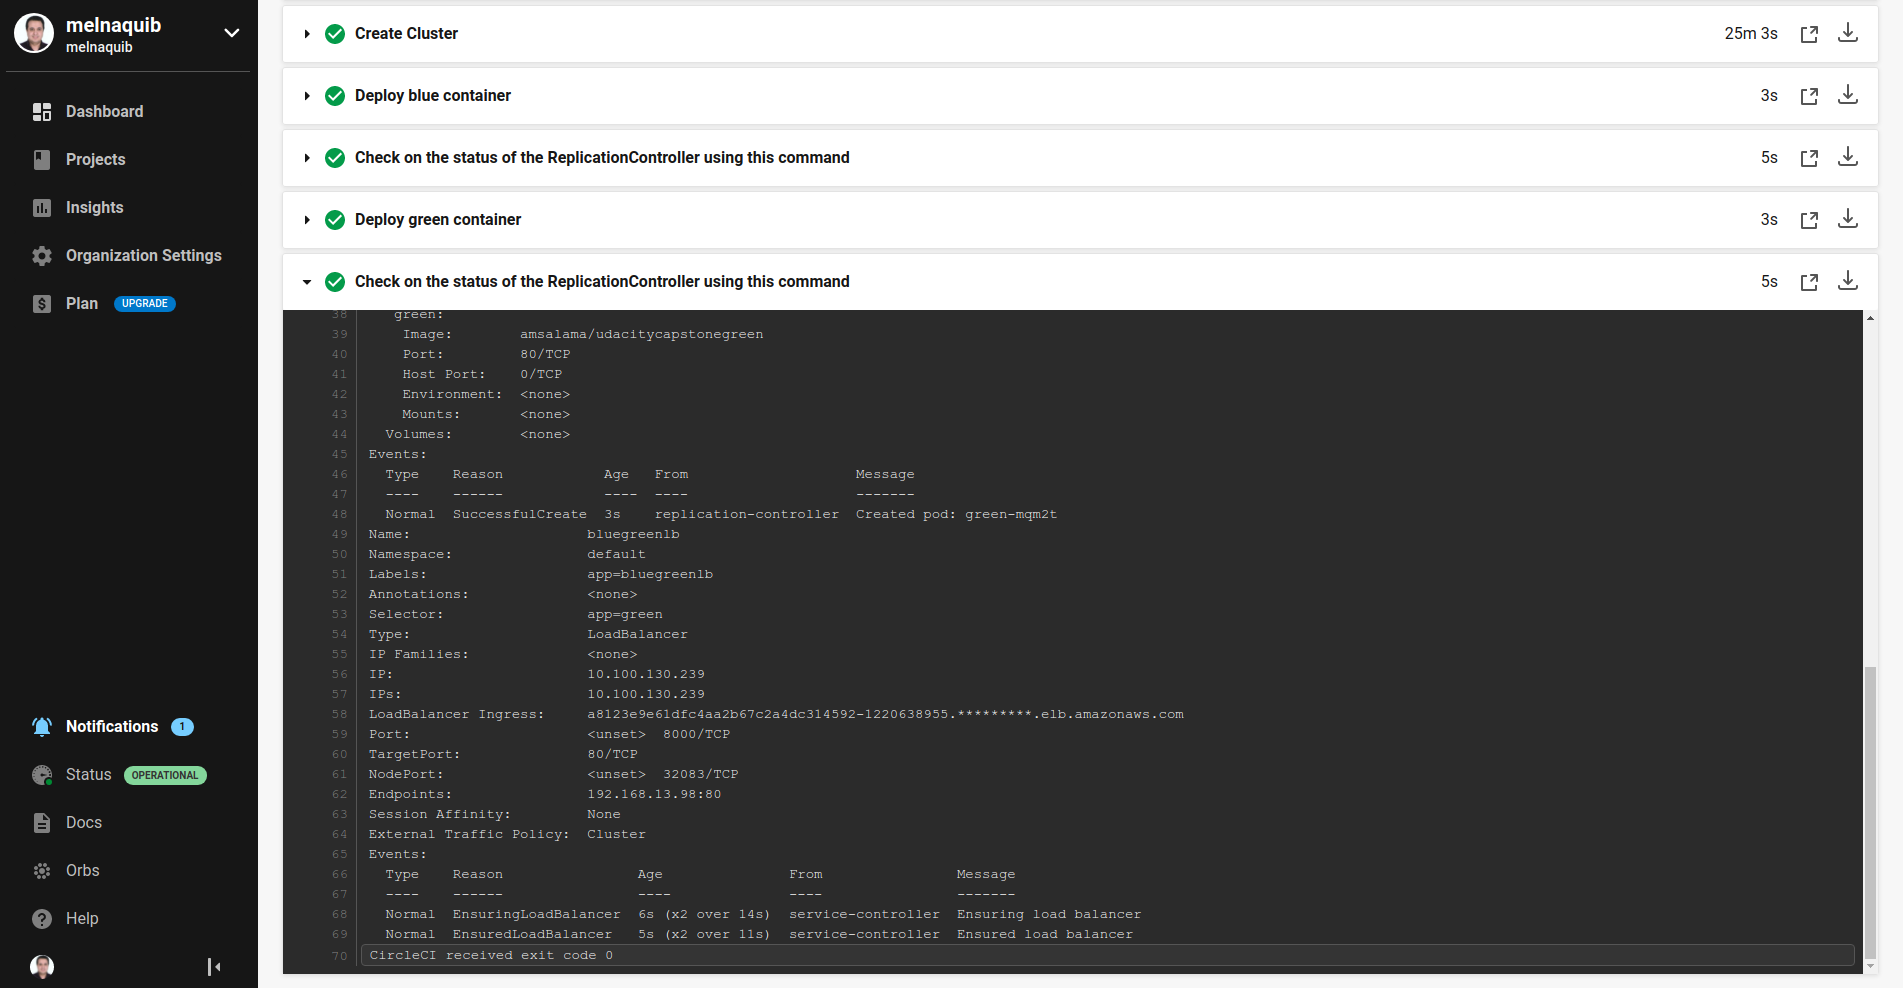 melnaquib
melnaquib
Dashboard
Projects
Insights
Organization Settings
Plan UPGRADE
Notifications 1
Status OPERATIONAL
Docs
Orbs
Help
Create Cluster 25m 3s
Deploy blue container 3s
Check on the status of the ReplicationController using this command 5s
Deploy green container 3s
Check on the status of the ReplicationController using this command 5s
38 green:
39 Image: amsalama/udacitycapstonegreen
40 Port: 80/TCP
41 Host Port: 0/TCP
42 Environment: <none>
43 Mounts: <none>
44 Volumes: <none>
45 Events:
46 Type Reason Age From Message
47 ---- ------ ---- ---- -------
48 Normal SuccessfulCreate 3s replication-controller Created pod: green-mqm2t
49 Name: bluegreenlb
50 Namespace: default
51 Labels: app=bluegreenlb
52 Annotations: <none>
53 Selector: app=green
54 Type: LoadBalancer
55 IP Families: <none>
56 IP: 10.100.130.239
57 IPs: 10.100.130.239
58 LoadBalancer Ingress: a8123e9e61dfc4aa2b67c2a4dc314592-1220638955.*********.elb.amazonaws.com
59 Port: <unset> 8000/TCP
60 TargetPort: 80/TCP
61 NodePort: <unset> 32083/TCP
62 Endpoints: 192.168.13.98:80
63 Session Affinity: None
64 External Traffic Policy: Cluster
65 Events:
66 Type Reason Age From Message
67 ---- ------ ---- ---- -------
68 Normal EnsuringLoadBalancer 6s (x2 over 14s) service-controller Ensuring load balancer
69 Normal EnsuredLoadBalancer 5s (x2 over 11s) service-controller Ensured load balancer
70 CircleCI received exit code 0